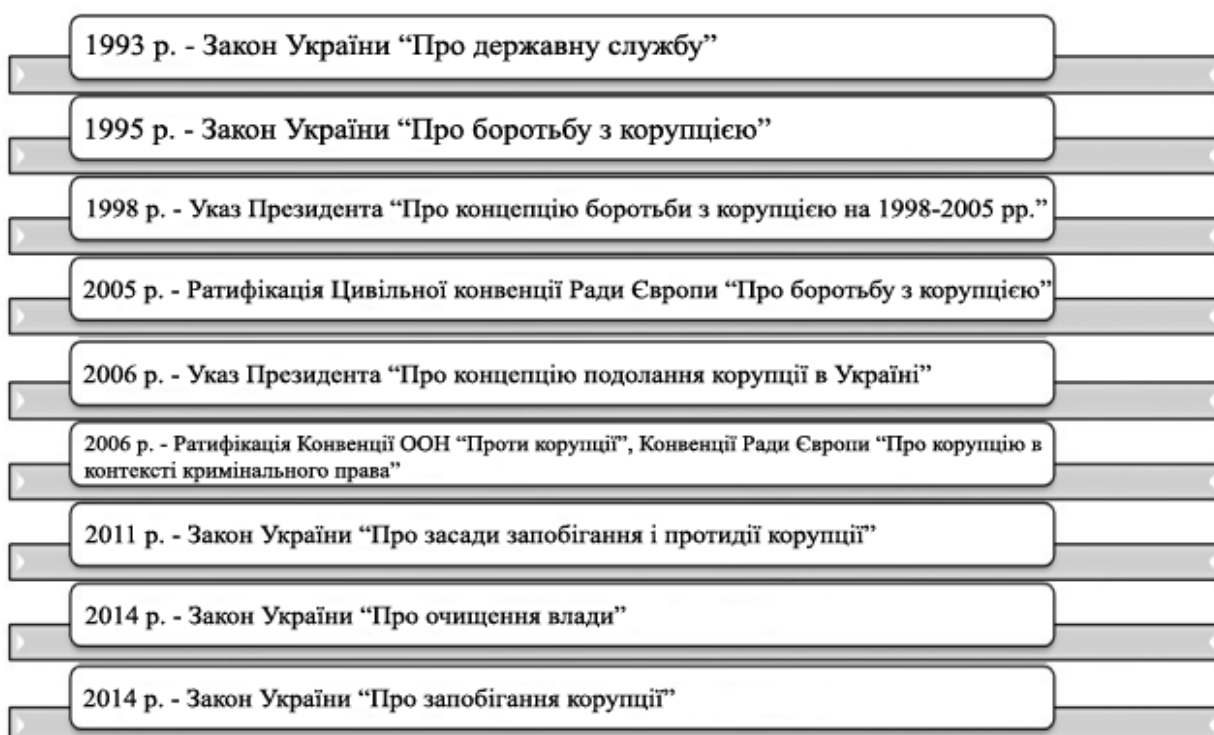 1993 р. - Закон України “Про державну службу”
1995 р. - Закон України “Про боротьбу з корупцією”
1998 р. - Указ Президента “Про концепцію боротьби з корупцією на 1998-2005 рр.”
2005 р. - Ратифікація Цивільної конвенції Ради Європи “Про боротьбу з корупцією”
2006 р. - Указ Президента “Про концепцію подолання корупції в Україні”
2006 р. - Ратифікація Конвенції ООН “Проти корупції”, Конвенції Ради Європи “Про корупцію в
контексті кримінального права”
2011 р. - Закон України “Про засади запобігання і протидії корупції”
2014 р. - Закон України “Про очищення влади”
2014 р. - Закон України “Про запобігання корупції”